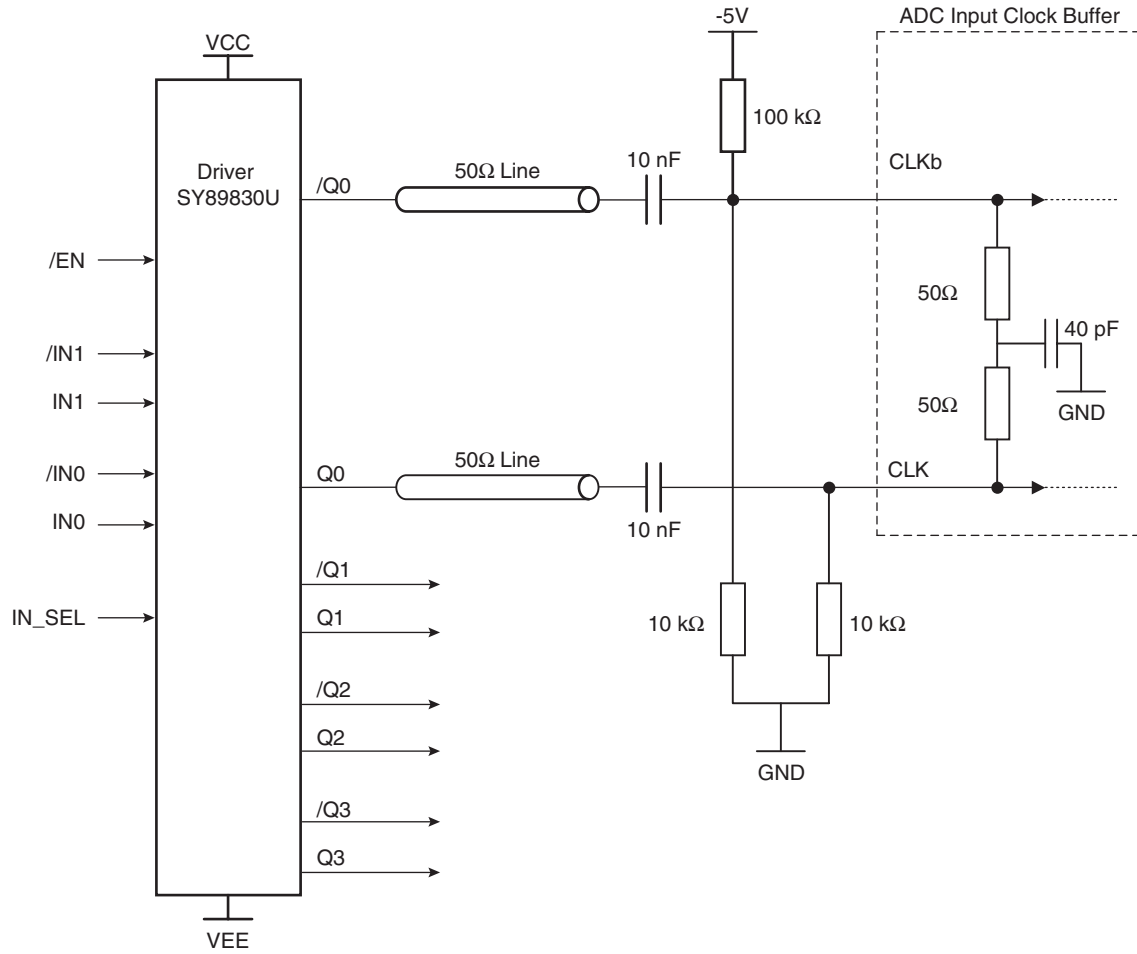 -5V
ADC Input Clock Buffer
VCC
100 kΩ
10 nF
CLKb
Driver
SY89830U
/Q0
50Ω Line
/EN
50Ω
40 pF
/IN1
IN1
50Ω
GND
/IN0
Q0
50Ω Line
CLK
IN0
10 nF
/Q1
IN_SEL
Q1
10 kΩ
10 kΩ
/Q2
Q2
GND
/Q3
Q3
VEE